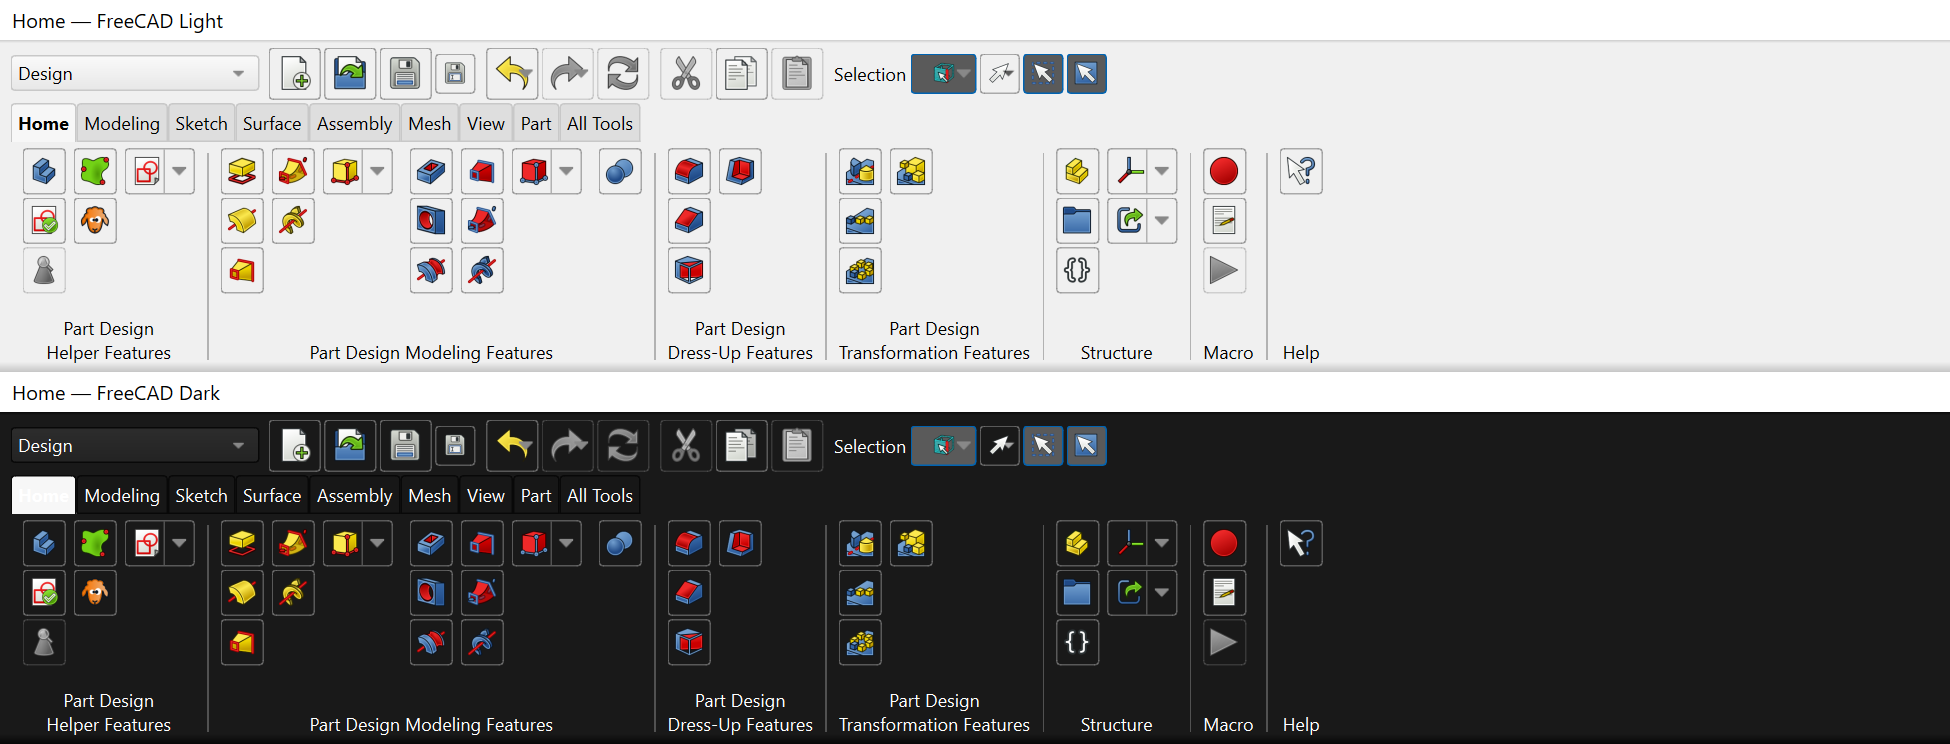 Home — FreeCAD Light
Design
Selection
Home Modeling Sketch Surface Assembly Mesh View Part All Tools
Part Design
Helper Features
Part Design Modeling Features
Part Design
Dress-Up Features
Part Design
Transformation Features
Structure
Macro
Help
Home — FreeCAD Dark
Design
Selection
Home Modeling Sketch Surface Assembly Mesh View Part All Tools
Part Design
Helper Features
Part Design Modeling Features
Part Design
Dress-Up Features
Part Design
Transformation Features
Structure
Macro
Help